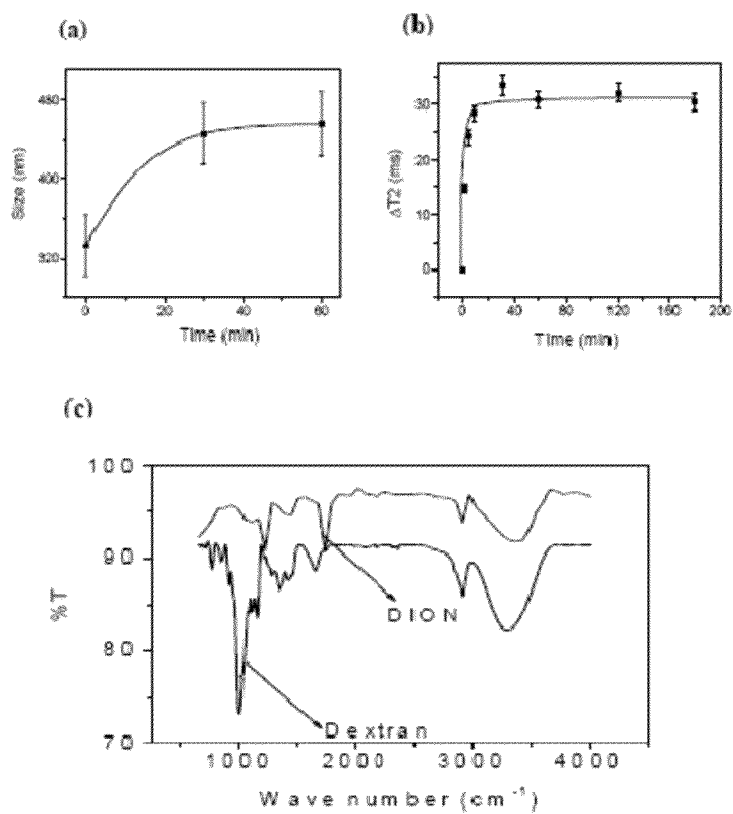 (a)
480
400
320
Size (nm)
0 20 40 60
Time (min)
(b)
30
20
10
0
ΔT2 (ms)
0 40 80 120 160 200
Time (min)
(c)
100
90
80
70
%T
DION
Dextran
1000 2000 3000 4000
Wave number (cm⁻¹)